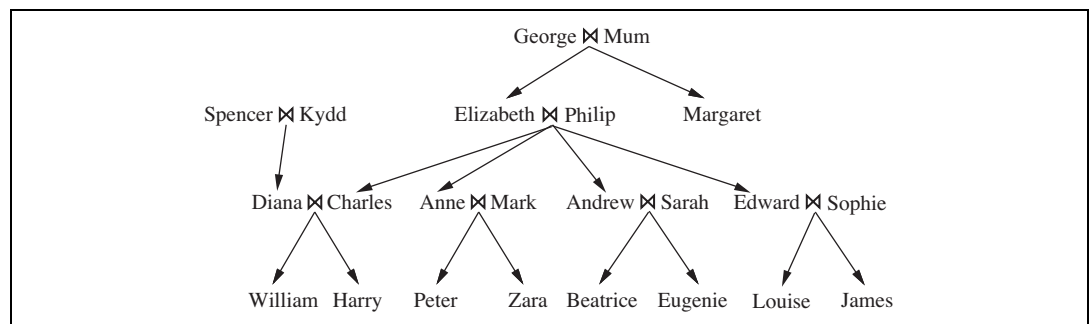 George ⋈ Mum
Spencer ⋈ Kydd Elizabeth ⋈ Philip Margaret
Diana ⋈ Charles Anne ⋈ Mark Andrew ⋈ Sarah Edward ⋈ Sophie
William Harry Peter Zara Beatrice Eugenie Louise James